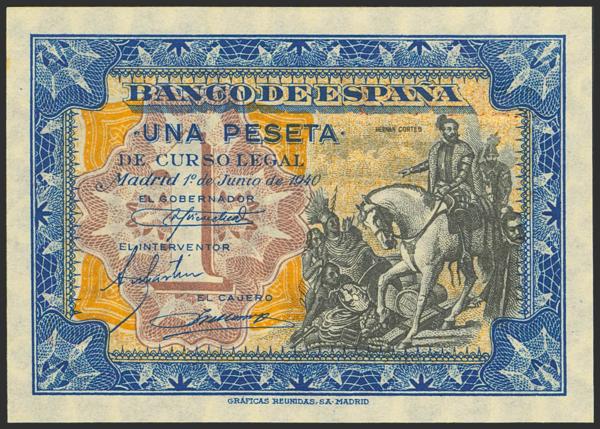 BANCO DE ESPAÑA
·UNA PESETA·
DE CURSO LEGAL
Madrid 1º de Junio de 1940
HERNAN CORTES
EL GOBERNADOR
EL INTERVENTOR
EL CAJERO
1
GRÁFICAS REUNIDAS, S.A.- MADRID